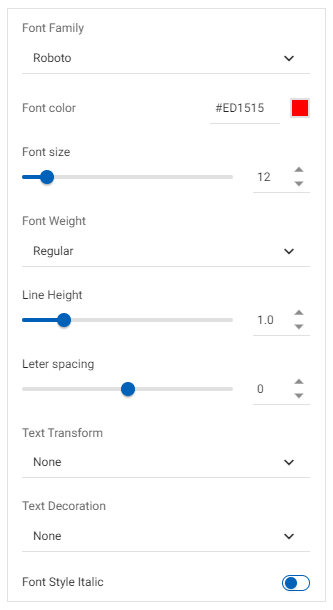 Font Family
Roboto
Font color #ED1515
Font size
12
Font Weight
Regular
Line Height
1.0
Leter spacing
0
Text Transform
None
Text Decoration
None
Font Style Italic